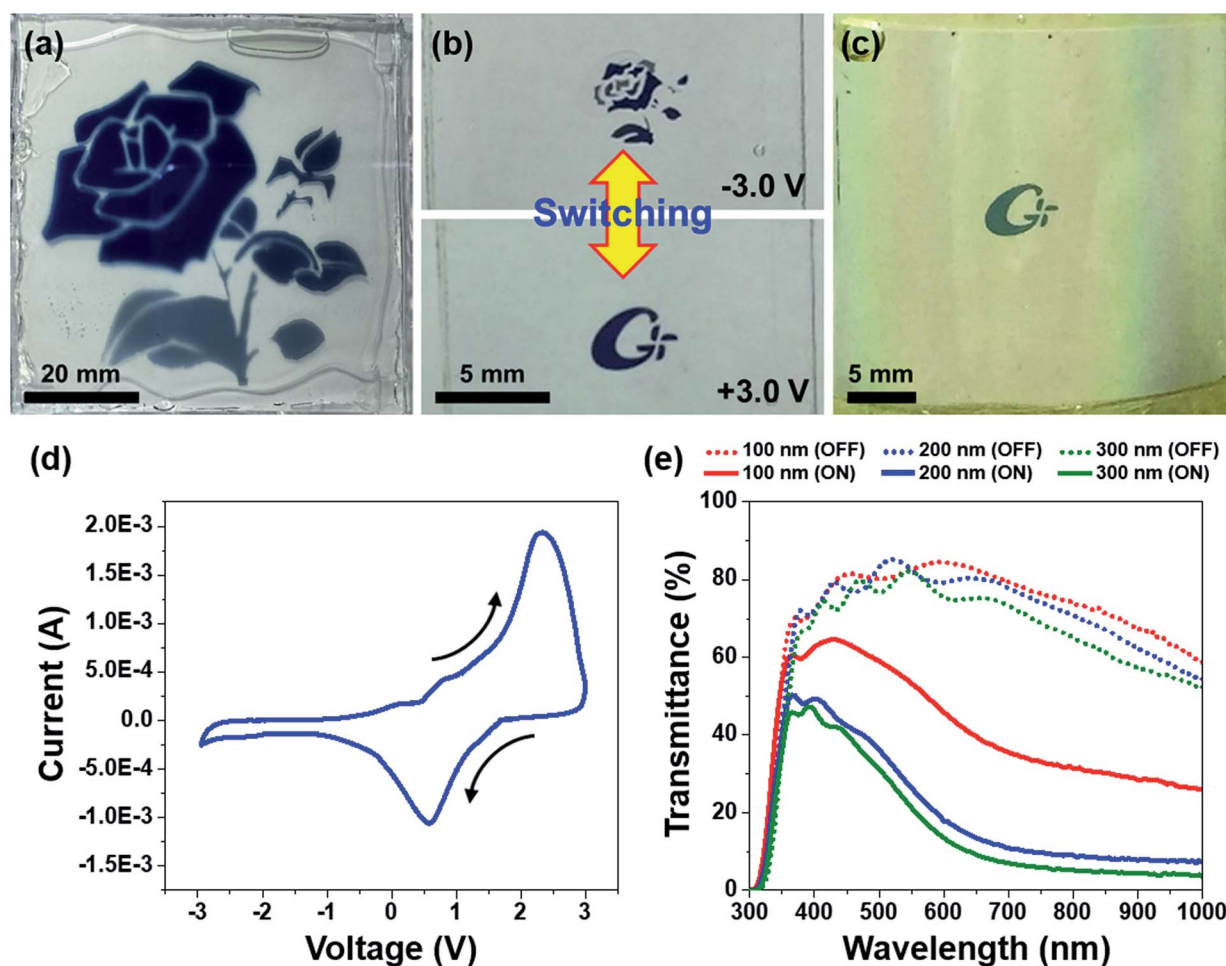 (a)
20 mm
(b)
-3.0 V
Switching
5 mm
+3.0 V
(c)
G+
5 mm
(d)
Current (A)
2.0E-3
1.5E-3
1.0E-3
5.0E-4
0.0
-5.0E-4
-1.0E-3
-1.5E-3
-3 -2 -1 0 1 2 3
Voltage (V)
(e)
100 nm (OFF) 200 nm (OFF) 300 nm (OFF)
100 nm (ON) 200 nm (ON) 300 nm (ON)
Transmittance (%)
100
80
60
40
20
0
300 400 500 600 700 800 900 1000
Wavelength (nm)